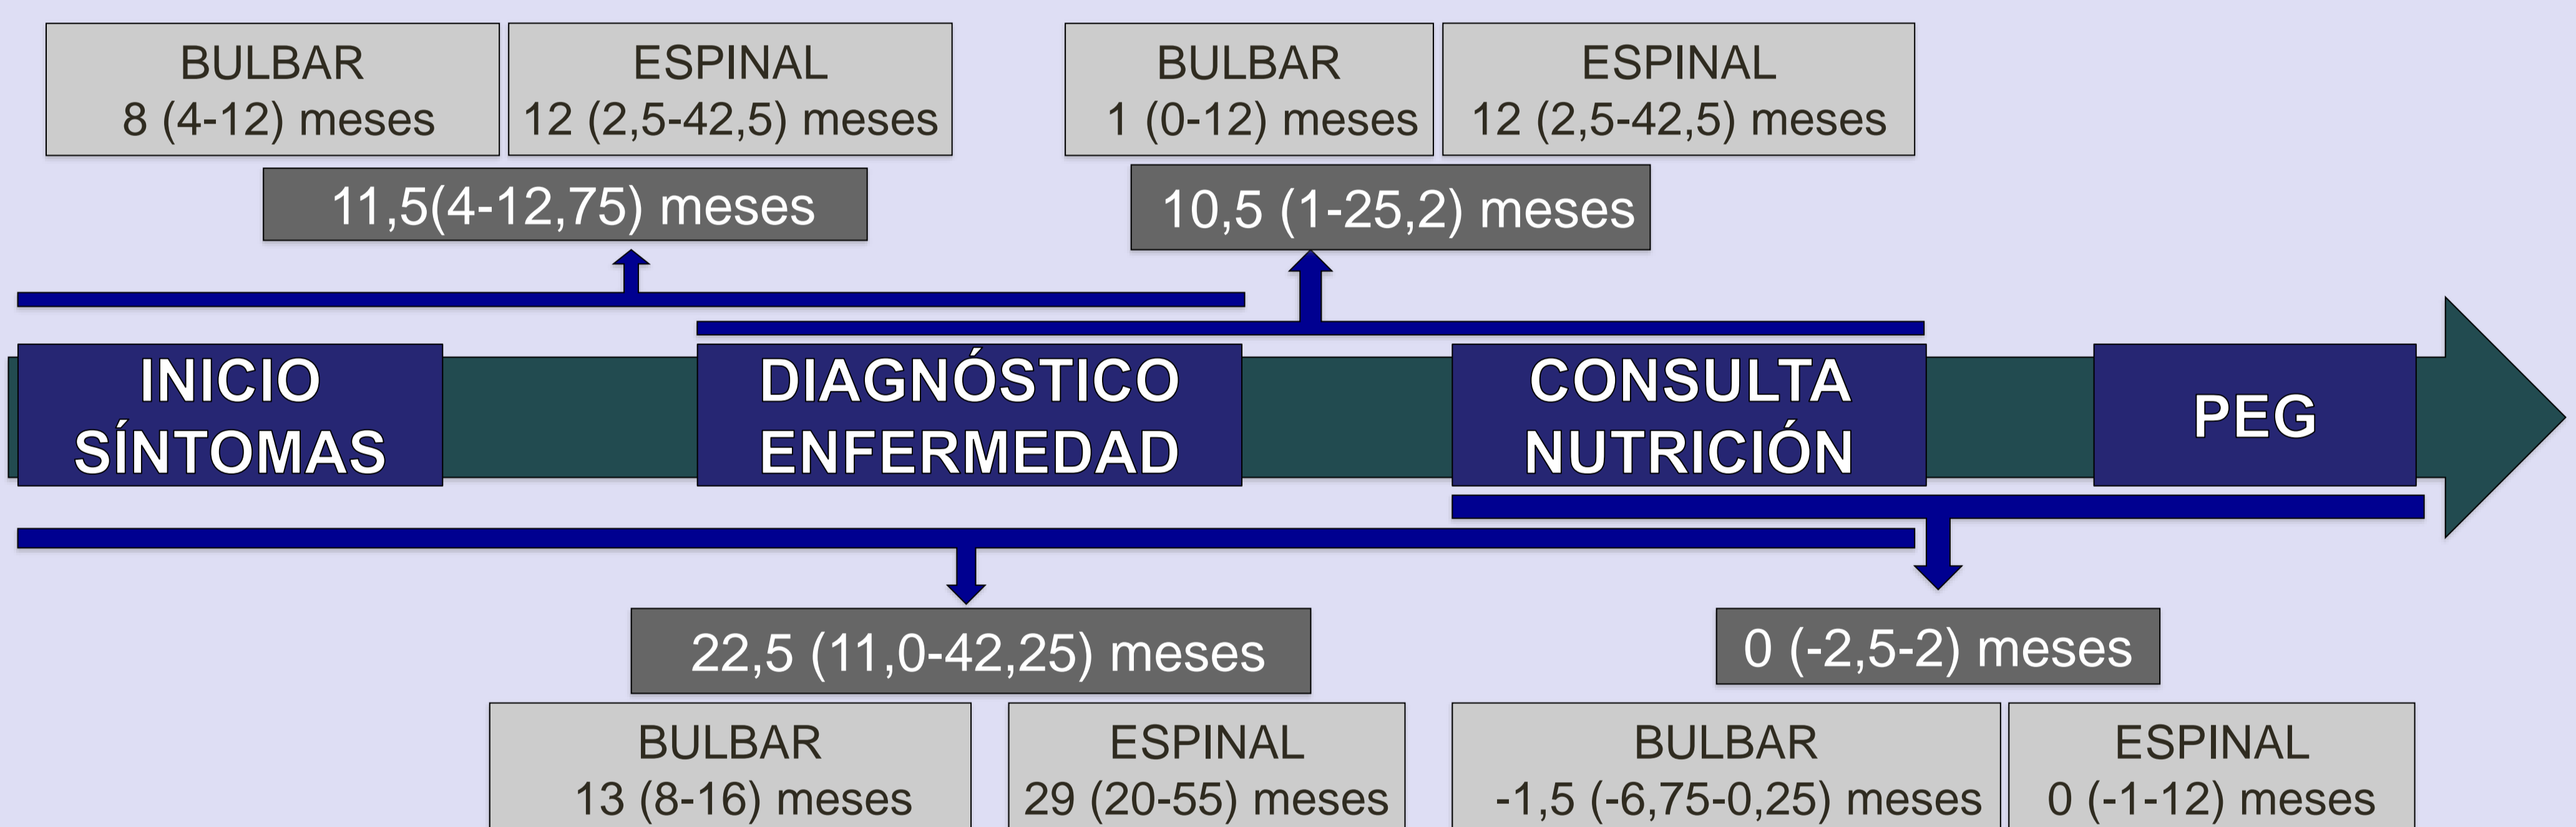 BULBAR
8 (4-12) meses
ESPINAL
12 (2,5-42,5) meses
BULBAR
1 (0-12) meses
ESPINAL
12 (2,5-42,5) meses
11,5(4-12,75) meses
10,5 (1-25,2) meses
INICIO
SÍNTOMAS
DIAGNÓSTICO
ENFERMEDAD
CONSULTA
NUTRICIÓN
PEG
22,5 (11,0-42,25) meses
0 (-2,5-2) meses
BULBAR
13 (8-16) meses
ESPINAL
29 (20-55) meses
BULBAR
-1,5 (-6,75-0,25) meses
ESPINAL
0 (-1-12) meses